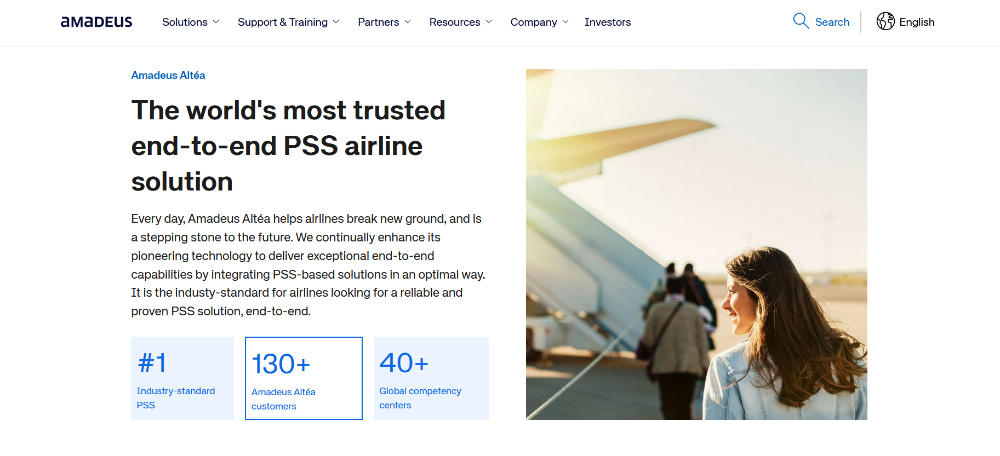 amadeus
Solutions
Support & Training
Partners
Resources
Company
Investors
Search
English
Amadeus Altéa
The world's most trusted
end-to-end PSS airline
solution
Every day, Amadeus Altéa helps airlines break new ground, and is
a stepping stone to the future. We continually enhance its
pioneering technology to deliver exceptional end-to-end
capabilities by integrating PSS-based solutions in an optimal way.
It is the industy-standard for airlines looking for a reliable and
proven PSS solution, end-to-end.
#1
Industry-standard
PSS
130+
Amadeus Altéa
customers
40+
Global competency
centers